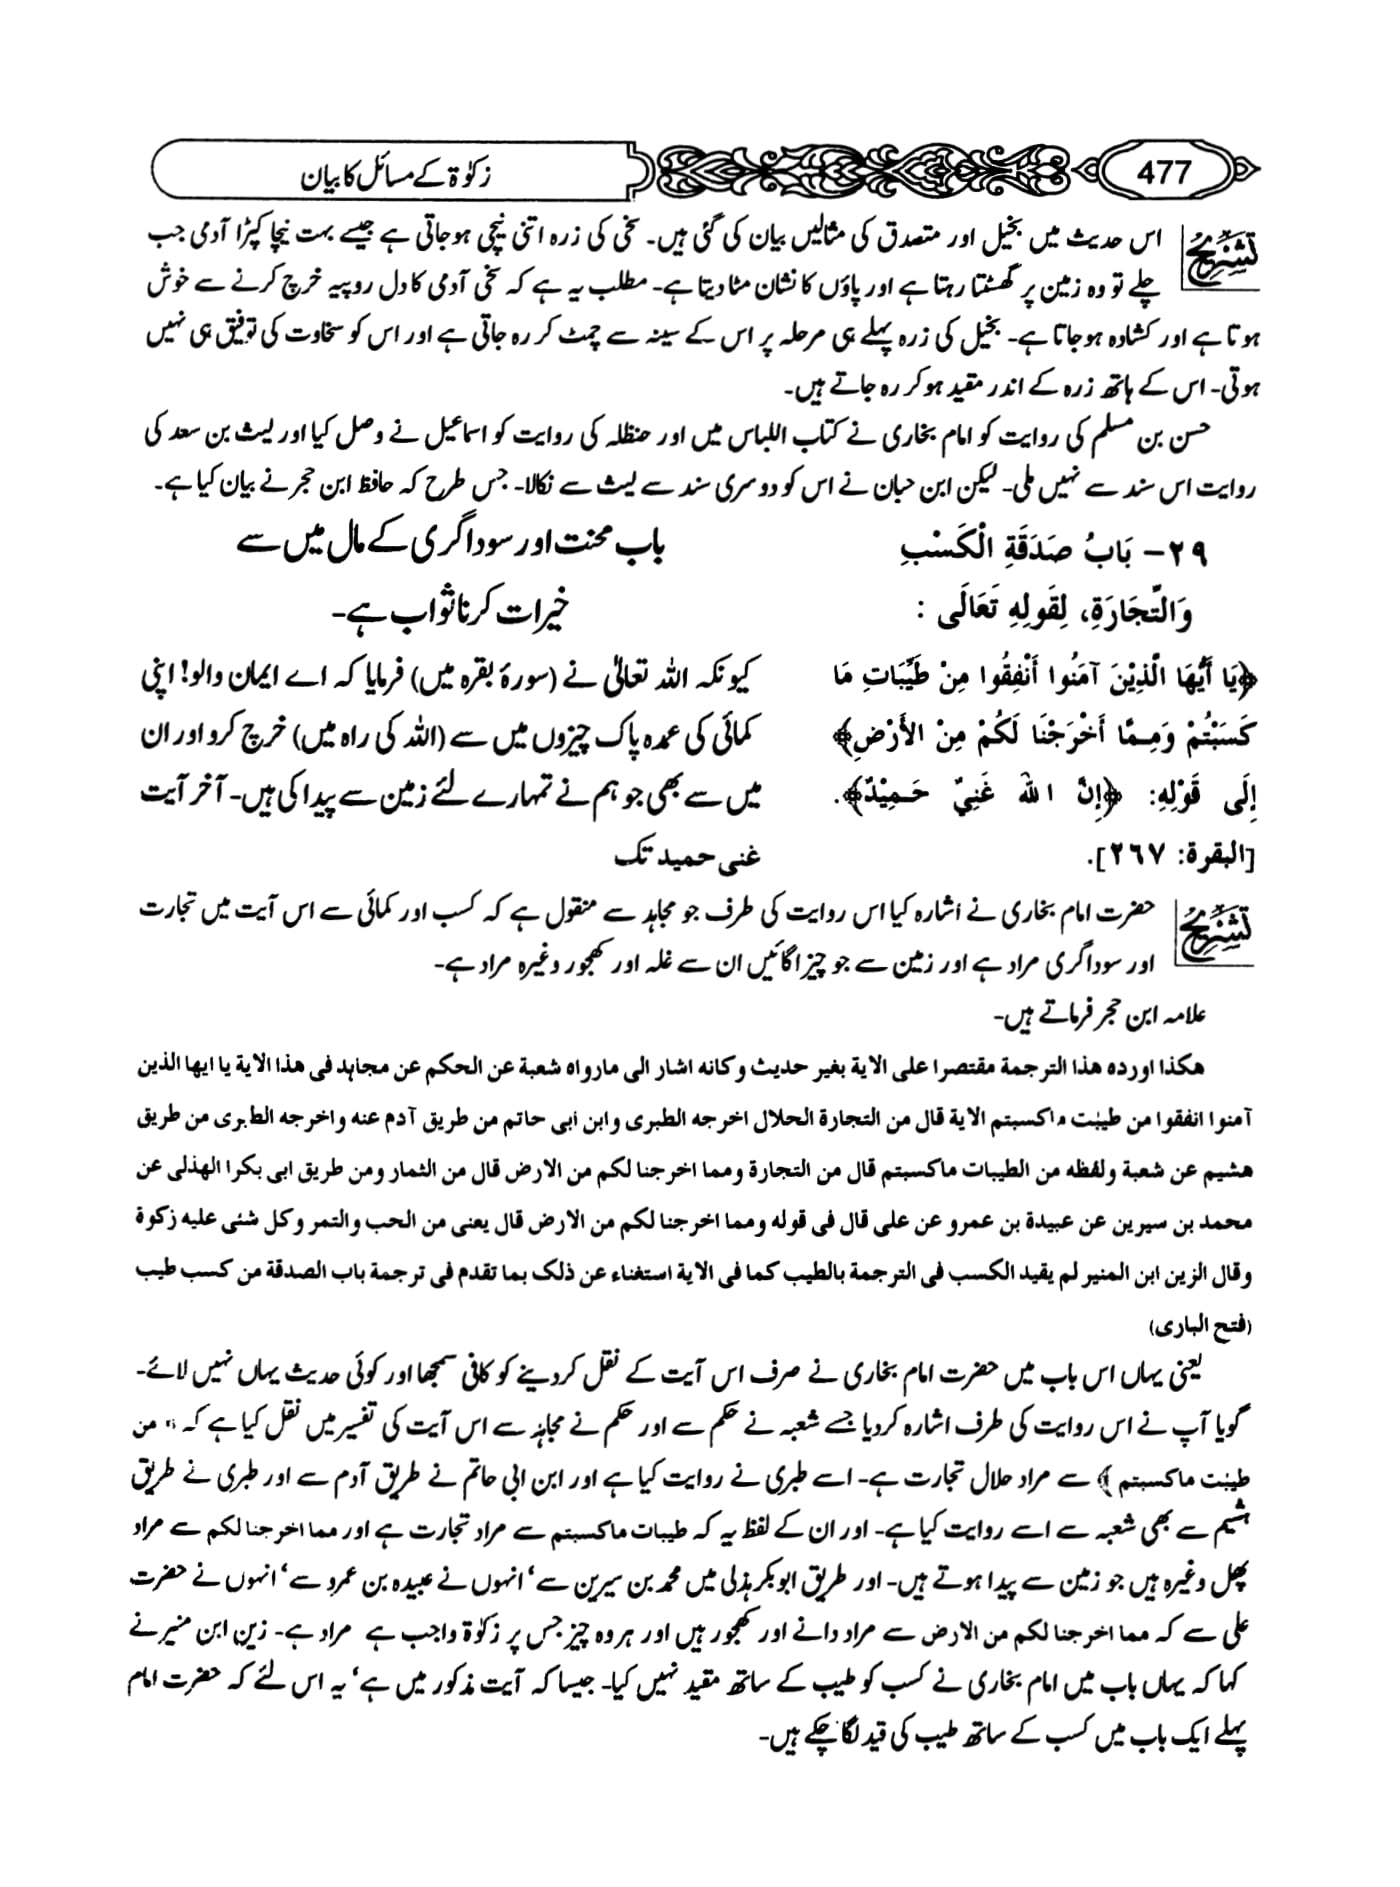 477
زکوٰۃ کے مسائل کا بیان
تشریح
اس حدیث میں بخیل اور متصدق کی مثالیں بیان کی گئی ہیں۔ سخی کی زرہ اتنی نیچی ہوجاتی ہے جیسے بہت نیچا کپڑا آدمی جب
چلے تو وہ زمین پر گھسٹتا رہتا ہے اور پاؤں کا نشان مٹا دیتا ہے۔ مطلب یہ ہے کہ سخی آدمی کا دل روپیہ خرچ کرنے سے خوش
ہوتا ہے اور کشادہ ہوجاتا ہے۔ بخیل کی زرہ پہلے ہی مرحلہ پر اس کے سینہ سے چمٹ کر رہ جاتی ہے اور اس کو سخاوت کی توفیق ہی نہیں
ہوتی۔ اس کے ہاتھ زرہ کے اندر مقید ہوکر رہ جاتے ہیں۔
حسن بن مسلم کی روایت کو امام بخاری نے کتاب اللباس میں اور حنظلہ کی روایت کو اسماعیل نے وصل کیا اور لیث بن سعد کی
روایت اس سند سے نہیں ملی۔ لیکن ابن حبان نے اس کو دوسری سند سے لیث سے نکالا۔ جس طرح کہ حافظ ابن حجر نے بیان کیا ہے۔
٢٩- بَابُ صَدَقَةِ الْكَسْبِ
وَالتِّجَارَةِ، لِقَولِهِ تَعَالَى :
﴿يَا أَيُّهَا الَّذِيْنَ آمَنُوا أَنْفِقُوا مِنْ طَيِّبَاتِ مَا
كَسَبْتُمْ وَمِمَّا أَخْرَجْنَا لَكُمْ مِنَ الأَرْضِ﴾
إِلَى قَوْلِهِ: ﴿إِنَّ اللهَ غَنِيٌّ حَمِيْدٌ﴾.
[البقرة: ٢٦٧].
باب محنت اور سوداگری کے مال میں سے
خیرات کرنا ثواب ہے۔
کیونکہ اللہ تعالیٰ نے (سورۂ بقرہ میں) فرمایا کہ اے ایمان والو! اپنی
کمائی کی عمدہ پاک چیزوں میں سے (اللہ کی راہ میں) خرچ کرو اور ان
میں سے بھی جو ہم نے تمہارے لئے زمین سے پیدا کی ہیں۔ آخر آیت
غنی حمید تک
تشریح
حضرت امام بخاری نے اشارہ کیا اس روایت کی طرف جو مجاہد سے منقول ہے کہ کسب اور کمائی سے اس آیت میں تجارت
اور سوداگری مراد ہے اور زمین سے جو چیز اگائیں ان سے غلہ اور کھجور وغیرہ مراد ہے۔
علامہ ابن حجر فرماتے ہیں۔
هكذا اورده هذا الترجمة مقتصرا على الاية بغير حديث وكانه اشار الى مارواه شعبة عن الحكم عن مجاهد فى هذا الاية يا ايها الذين
آمنوا انفقوا من طيبٰت ماكسبتم الاية قال من التجارة الحلال اخرجه الطبرى وابن ابى حاتم من طريق آدم عنه واخرجه الطبرى من طريق
هشيم عن شعبة ولفظه من الطيبات ماكسبتم قال من التجارة ومما اخرجنا لكم من الارض قال من الثمار ومن طريق ابى بكرا الهذلى عن
محمد بن سيرين عن عبيدة بن عمرو عن على قال فى قوله ومما اخرجنا لكم من الارض قال يعنى من الحب والتمر وكل شئى عليه زكوة
وقال الزين ابن المنير لم يقيد الكسب فى الترجمة بالطيب كما فى الاية استغناء عن ذلك بما تقدم فى ترجمة باب الصدقة من كسب طيب
(فتح البارى)
یعنی یہاں اس باب میں حضرت امام بخاری نے صرف اس آیت کے نقل کردینے کو کافی سمجھا اور کوئی حدیث یہاں نہیں لائے۔
گویا آپ نے اس روایت کی طرف اشارہ کردیا جسے شعبہ نے حکم سے اور حکم نے مجاہد سے اس آیت کی تفسیر میں نقل کیا ہے کہ من
طیبٰت ماکسبتم ﴾ سے مراد حلال تجارت ہے۔ اسے طبری نے روایت کیا ہے اور ابن ابی حاتم نے طریق آدم سے اور طبری نے طریق
ہشیم سے بھی شعبہ سے اسے روایت کیا ہے۔ اور ان کے لفظ یہ کہ طیبات ماکسبتم سے مراد تجارت ہے اور مما اخرجنا لکم سے مراد
پھل وغیرہ ہیں جو زمین سے پیدا ہوتے ہیں۔ اور طریق ابوبکر ہذلی میں محمد بن سیرین سے‘ انہوں نے عبیدہ بن عمرو سے‘ انہوں نے حضرت
علی سے کہ مما اخرجنا لکم من الارض سے مراد دانے اور کھجور ہیں اور ہر وہ چیز جس پر زکوٰۃ واجب ہے مراد ہے۔ زین ابن منیر نے
کہا کہ یہاں باب میں امام بخاری نے کسب کو طیب کے ساتھ مقید نہیں کیا۔ جیسا کہ آیت مذکور میں ہے‘ یہ اس لئے کہ حضرت امام
پہلے ایک باب میں کسب کے ساتھ طیب کی قید لگا چکے ہیں۔